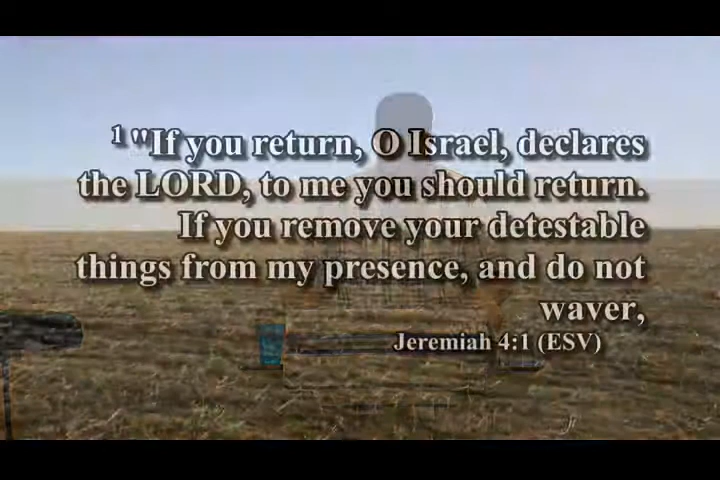 1 "If you return, O Israel, declares
the LORD, to me you should return.
If you remove your detestable
things from my presence, and do not
waver,
Jeremiah 4:1 (ESV)